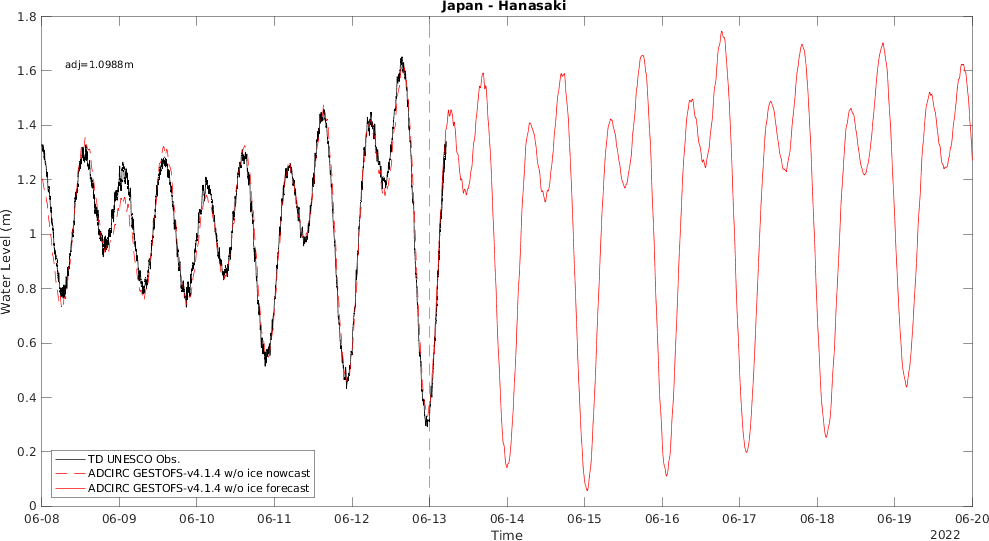 Japan - Hanasaki
1.8
1.6
1.4
1.2
1
0.8
0.6
0.4
0.2
0
Water Level (m)
adj=1.0988m
TD UNESCO Obs.
ADCIRC GESTOFS-v4.1.4 w/o ice nowcast
ADCIRC GESTOFS-v4.1.4 w/o ice forecast
06-08 06-09 06-10 06-11 06-12 06-13 06-14 06-15 06-16 06-17 06-18 06-19 06-20
Time
2022